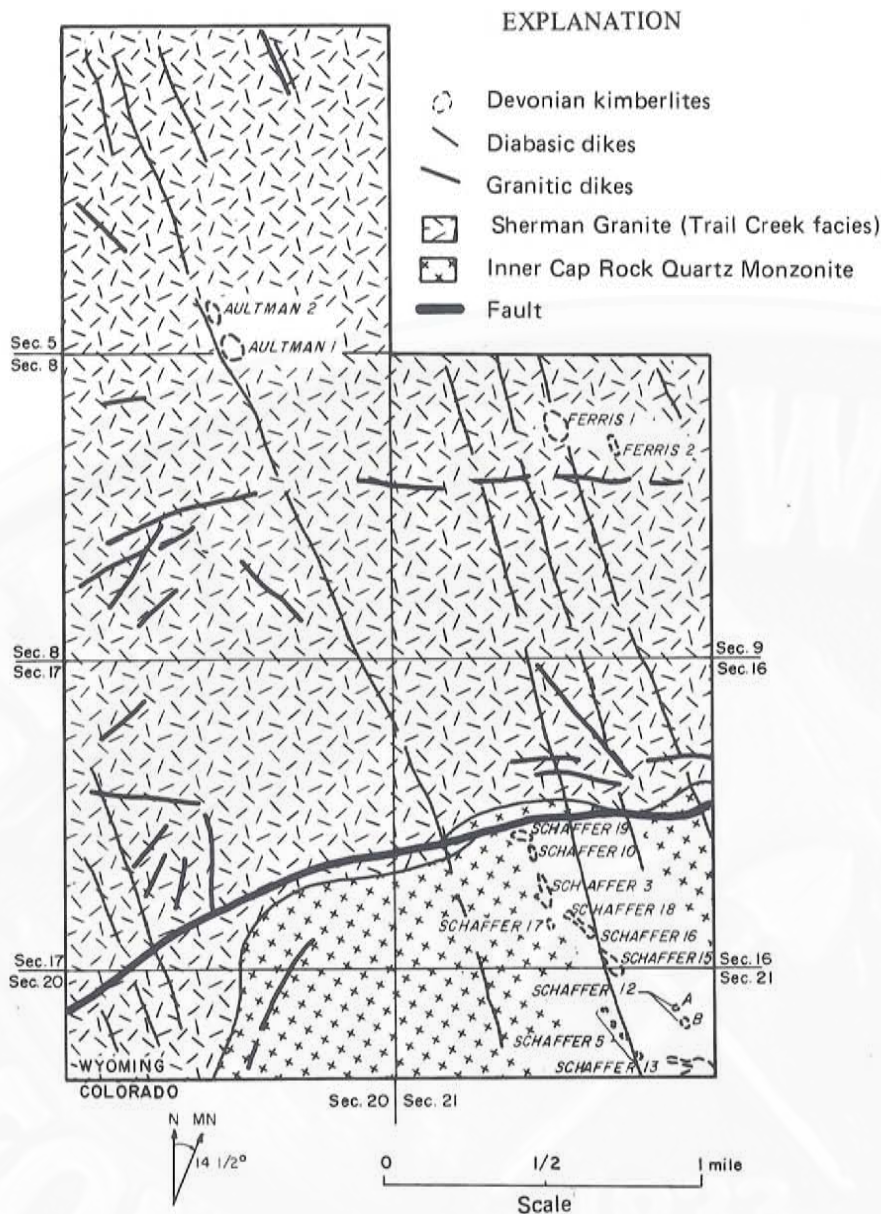 EXPLANATION
Devonian kimberlites
Diabasic dikes
Granitic dikes
Sherman Granite (Trail Creek facies)
Inner Cap Rock Quartz Monzonite
Fault
AULTMAN 2
AULTMAN 1
Sec. 5
Sec. 8
FERRIS 1
FERRIS 2
Sec. 8
Sec. 17
Sec. 9
Sec. 16
SCHAFFER 19
SCHAFFER 10
SCHAFFER 3
SCHAFFER 18
SCHAFFER 17
SCHAFFER 16
SCHAFFER 15
Sec. 17
Sec. 20
Sec. 16
Sec. 21
SCHAFFER 12
A
B
SCHAFFER 5
SCHAFFER 13
WYOMING
COLORADO
Sec. 20 Sec. 21
N MN
14 1/2°
0 1/2 1 mile
Scale